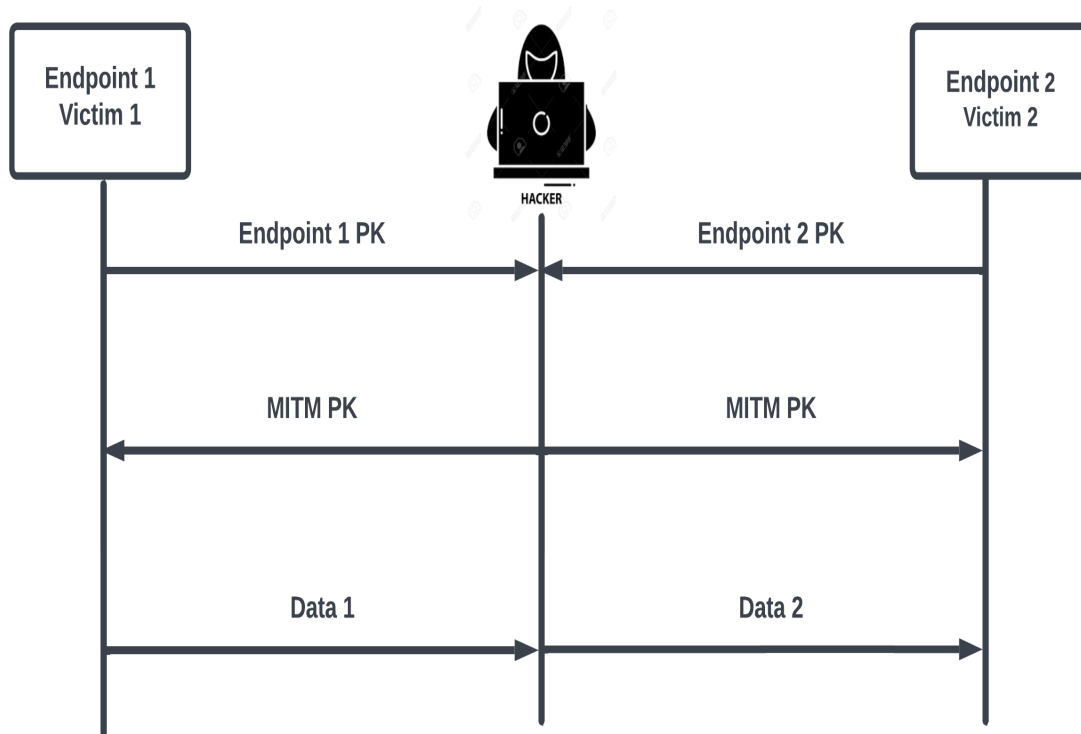 Endpoint 1
Victim 1
HACKER
Endpoint 2
Victim 2
Endpoint 1 PK
Endpoint 2 PK
MITM PK
MITM PK
Data 1
Data 2